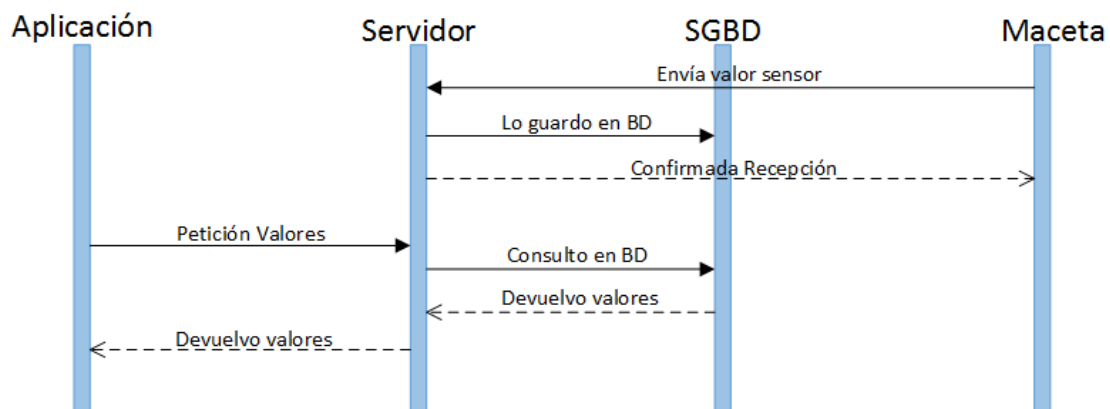 Aplicación
Servidor
SGBD
Maceta
Envía valor sensor
Lo guardo en BD
Confirmada Recepción
Petición Valores
Consulto en BD
Devuelvo valores
Devuelvo valores